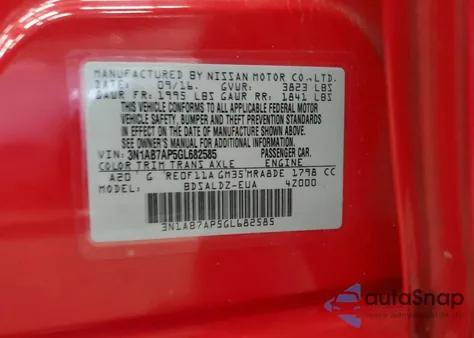 MANUFACTURED BY NISSAN MOTOR CO.,LTD.
DATE: 09/16. GVWR: 3823 LBS
GAWR FR: 1995 LBS GAWR RR: 1841 LBS
THIS VEHICLE CONFORMS TO ALL APPLICABLE FEDERAL MOTOR
VEHICLE SAFETY, BUMPER AND THEFT PREVENTION STANDARDS
IN EFFECT ON THE DATE OF MANUFACTURE SHOWN ABOVE.
SEE OWNER'S MANUAL FOR ADDITIONAL INFORMATION.
VIN: 3N1AB7AP5GL682585 PASSENGER CAR.
COLOR TRIM TRANS AXLE ENGINE
A20 G RE0F11A GM35 MRA8DE 1798 CC
MODEL: BDSALDZ-EUA 4Z000
3N1AB7AP5GL682585
autoSnap